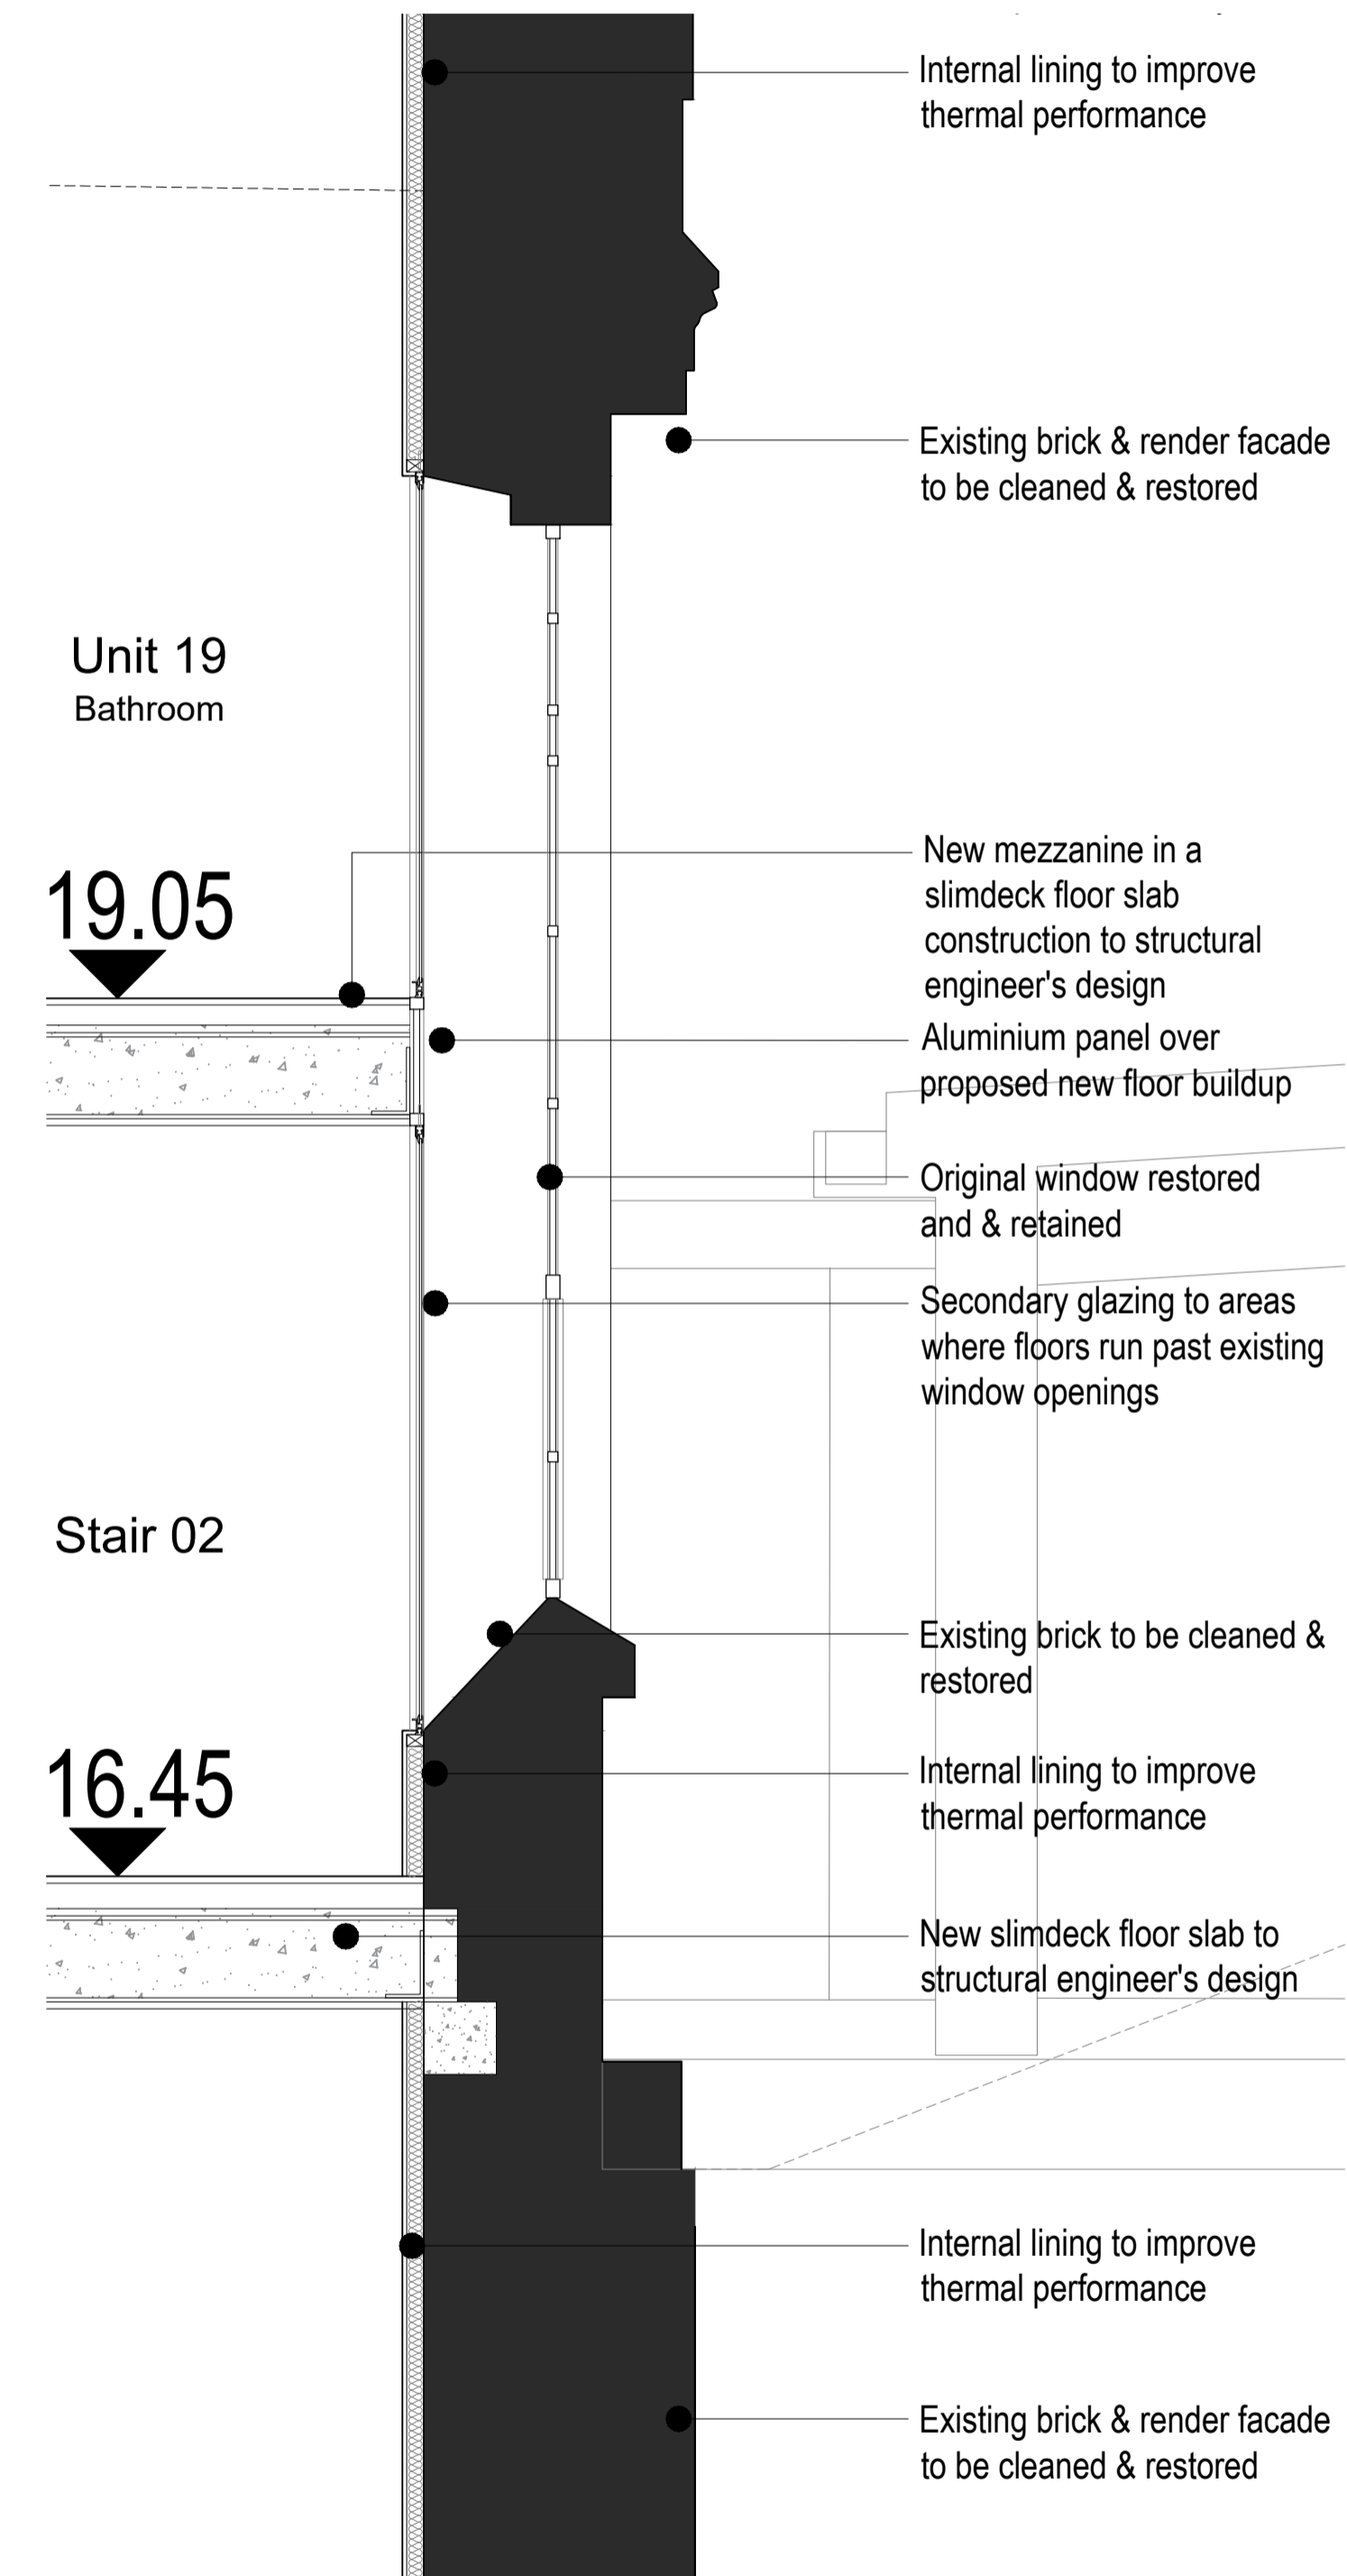 Internal lining to improve
thermal performance
Existing brick & render facade
to be cleaned & restored
Unit 19
Bathroom
New mezzanine in a
slimdeck floor slab
construction to structural
engineer's design
19.05
Aluminium panel over
proposed new floor buildup
Original window restored
and & retained
Secondary glazing to areas
where floors run past existing
window openings
Stair 02
Existing brick to be cleaned &
restored
16.45
Internal lining to improve
thermal performance
New slimdeck floor slab to
structural engineer's design
Internal lining to improve
thermal performance
Existing brick & render facade
to be cleaned & restored